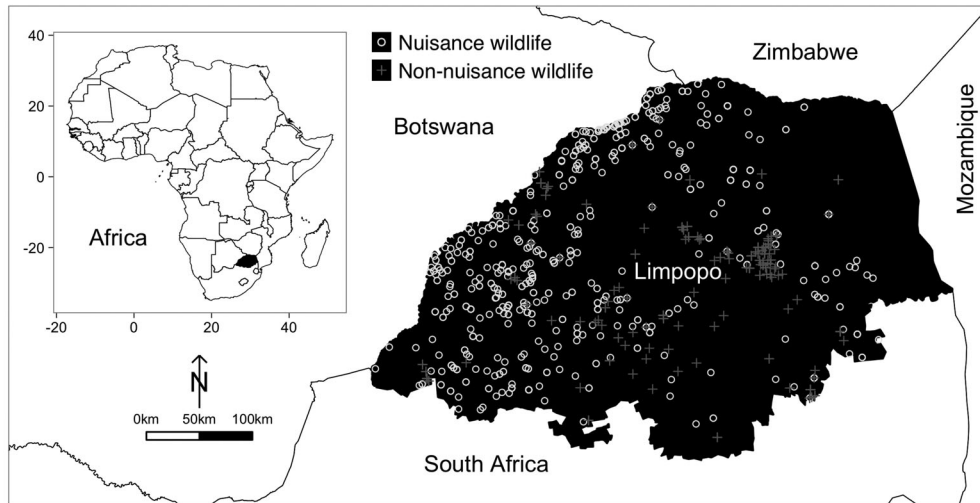 40
20
0
-20
-20
0
20
40
Africa
N
0km 50km 100km
Nuisance wildlife
Non-nuisance wildlife
Zimbabwe
Botswana
Mozambique
Limpopo
South Africa